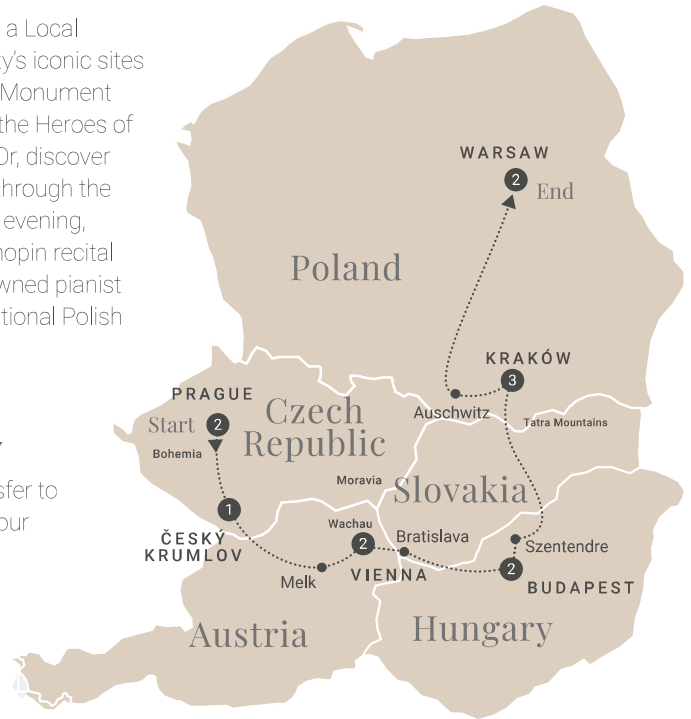 a Local
y's iconic sites
Monument
the Heroes of
Or, discover
through the
evening,
hopin recital
wned pianist
tional Polish
sfer to
our
WARSAW
2
End
Poland
KRAKÓW
3
Auschwitz
Tatra Mountains
PRAGUE
Start
2
Bohemia
Czech
Republic
Moravia
Slovakia
1
ČESKÝ
KRUMLOV
Wachau
2
Bratislava
Szentendre
Melk
VIENNA
2
BUDAPEST
Austria
Hungary